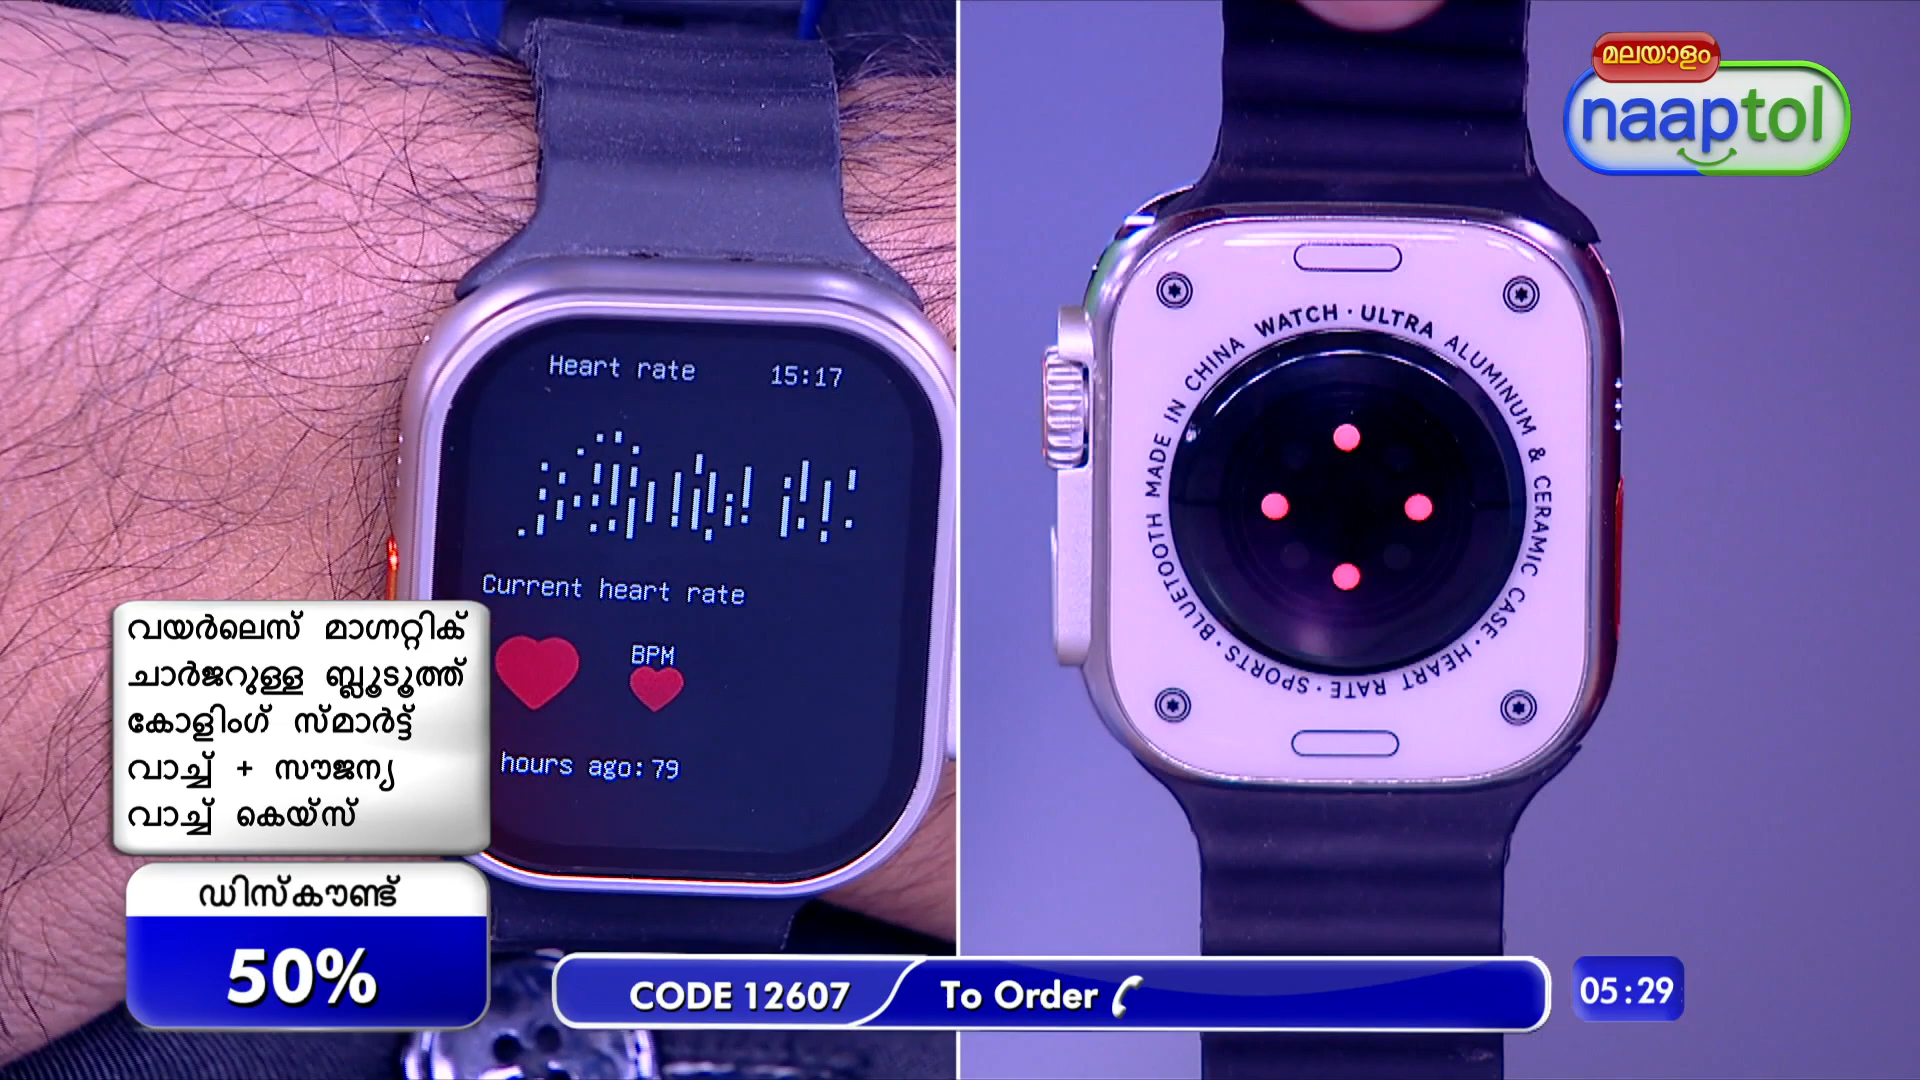 മലയാളം
naaptol
Heart rate 15:17
Current heart rate
BPM
hours ago:79
WATCH · ULTRA ALUMINUM & CERAMIC CASE · HEART RATE · SPORTS · BLUETOOTH MADE IN CHINA
വയർലെസ് മാഗ്നറ്റിക്
ചാർജറുള്ള ബ്ലൂടൂത്ത്
കോളിംഗ് സ്മാർട്ട്
വാച്ച് + സൗജന്യ
വാച്ച് കെയ്സ്
ഡിസ്കൗണ്ട്
50%
CODE 12607 To Order
05:29